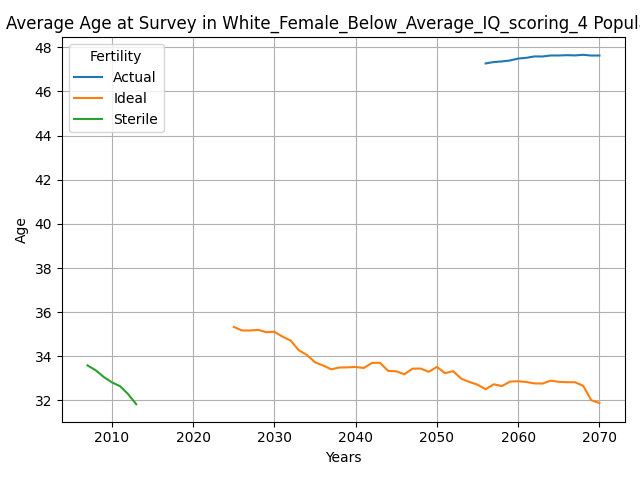 Average Age at Survey in White_Female_Below_Average_IQ_scoring_4 Popula
Fertility
Actual
Ideal
Sterile
48
46
44
42
40
38
36
34
32
Age
2010 2020 2030 2040 2050 2060 2070
Years